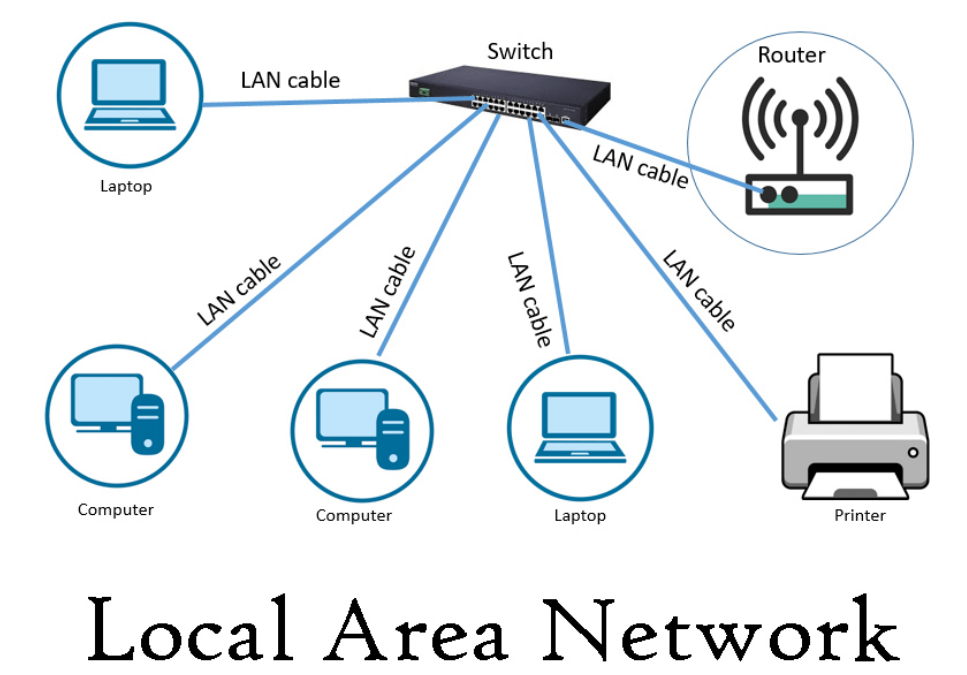 Switch
Router
LAN cable
LAN cable
Laptop
LAN cable
LAN cable
LAN cable
LAN cable
Computer
Computer
Laptop
Printer
Local Area Network